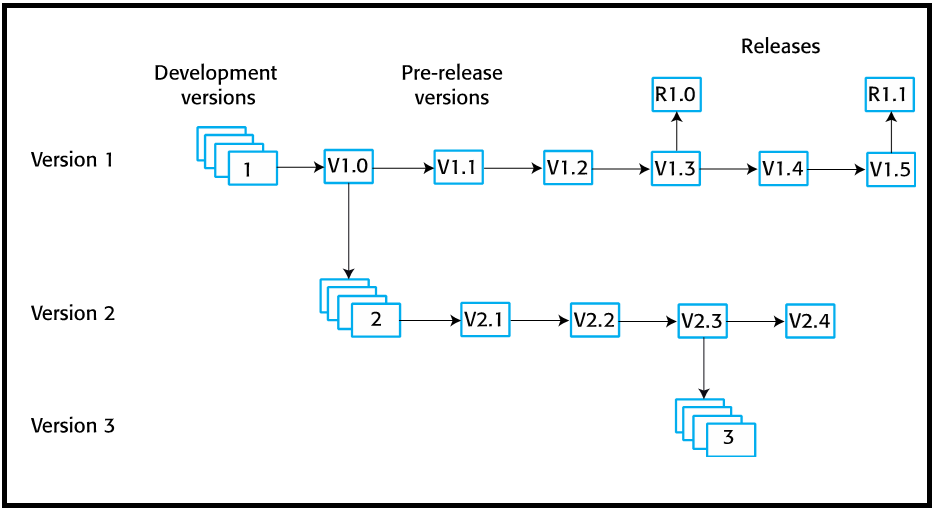 Releases
Development
versions
Pre-release
versions
R1.0
R1.1
Version 1
1
V1.0
V1.1
V1.2
V1.3
V1.4
V1.5
Version 2
2
V2.1
V2.2
V2.3
V2.4
Version 3
3